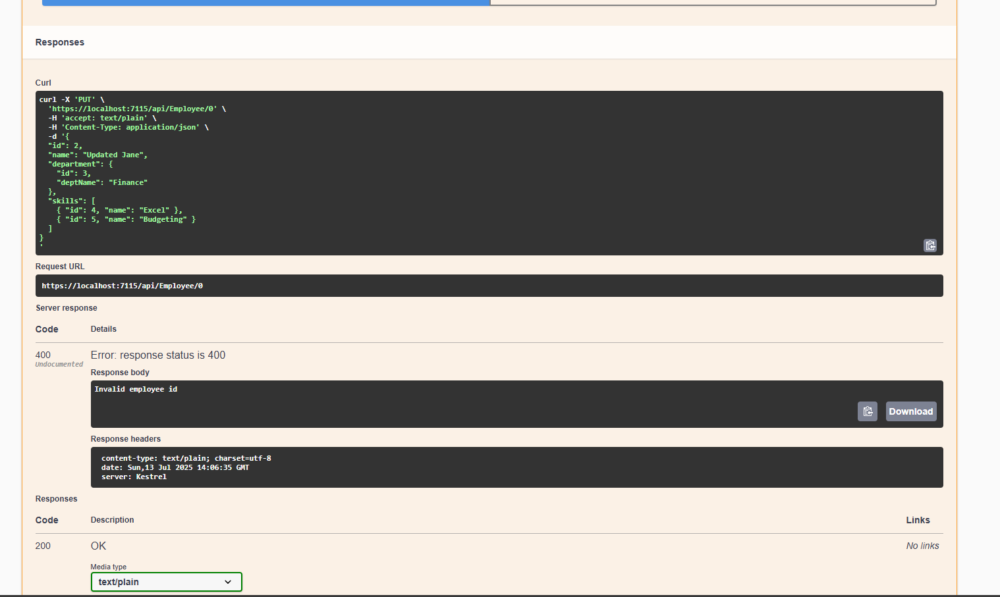 Responses
Curl
curl -X 'PUT' \
  'https://localhost:7115/api/Employee/0' \
  -H 'accept: text/plain' \
  -H 'Content-Type: application/json' \
  -d '{
  "id": 2,
  "name": "Updated Jane",
  "department": {
    "id": 3,
    "deptName": "Finance"
  },
  "skills": [
    { "id": 4, "name": "Excel" },
    { "id": 5, "name": "Budgeting" }
  ]
}
'
Request URL
https://localhost:7115/api/Employee/0
Server response
Code Details
400 Error: response status is 400
Undocumented
Response body
Invalid employee id
Download
Response headers
content-type: text/plain; charset=utf-8
date: Sun,13 Jul 2025 14:06:35 GMT
server: Kestrel
Responses
Code Description Links
200 OK No links
Media type
text/plain